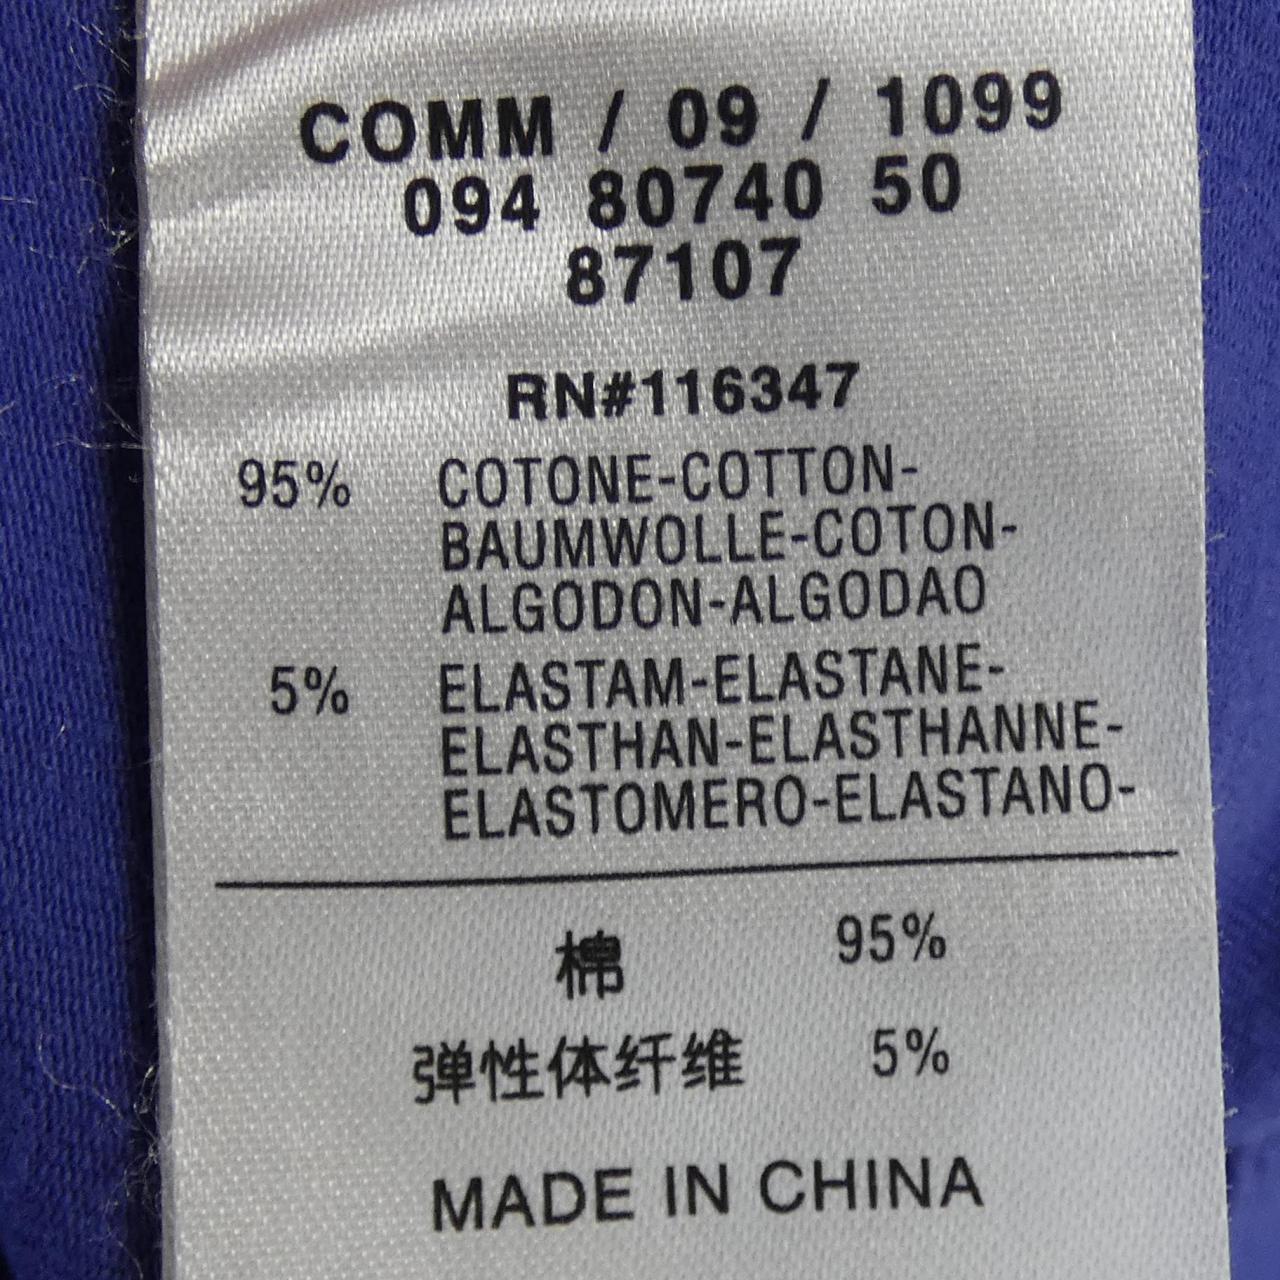 COMM / 09 / 1099
094 80740 50
87107
RN#116347
95% COTONE-COTTON-
BAUMWOLLE-COTON-
ALGODON-ALGODAO
5% ELASTAM-ELASTANE-
ELASTHAN-ELASTHANNE-
ELASTOMERO-ELASTANO-
棉 95%
弹性体纤维 5%
MADE IN CHINA